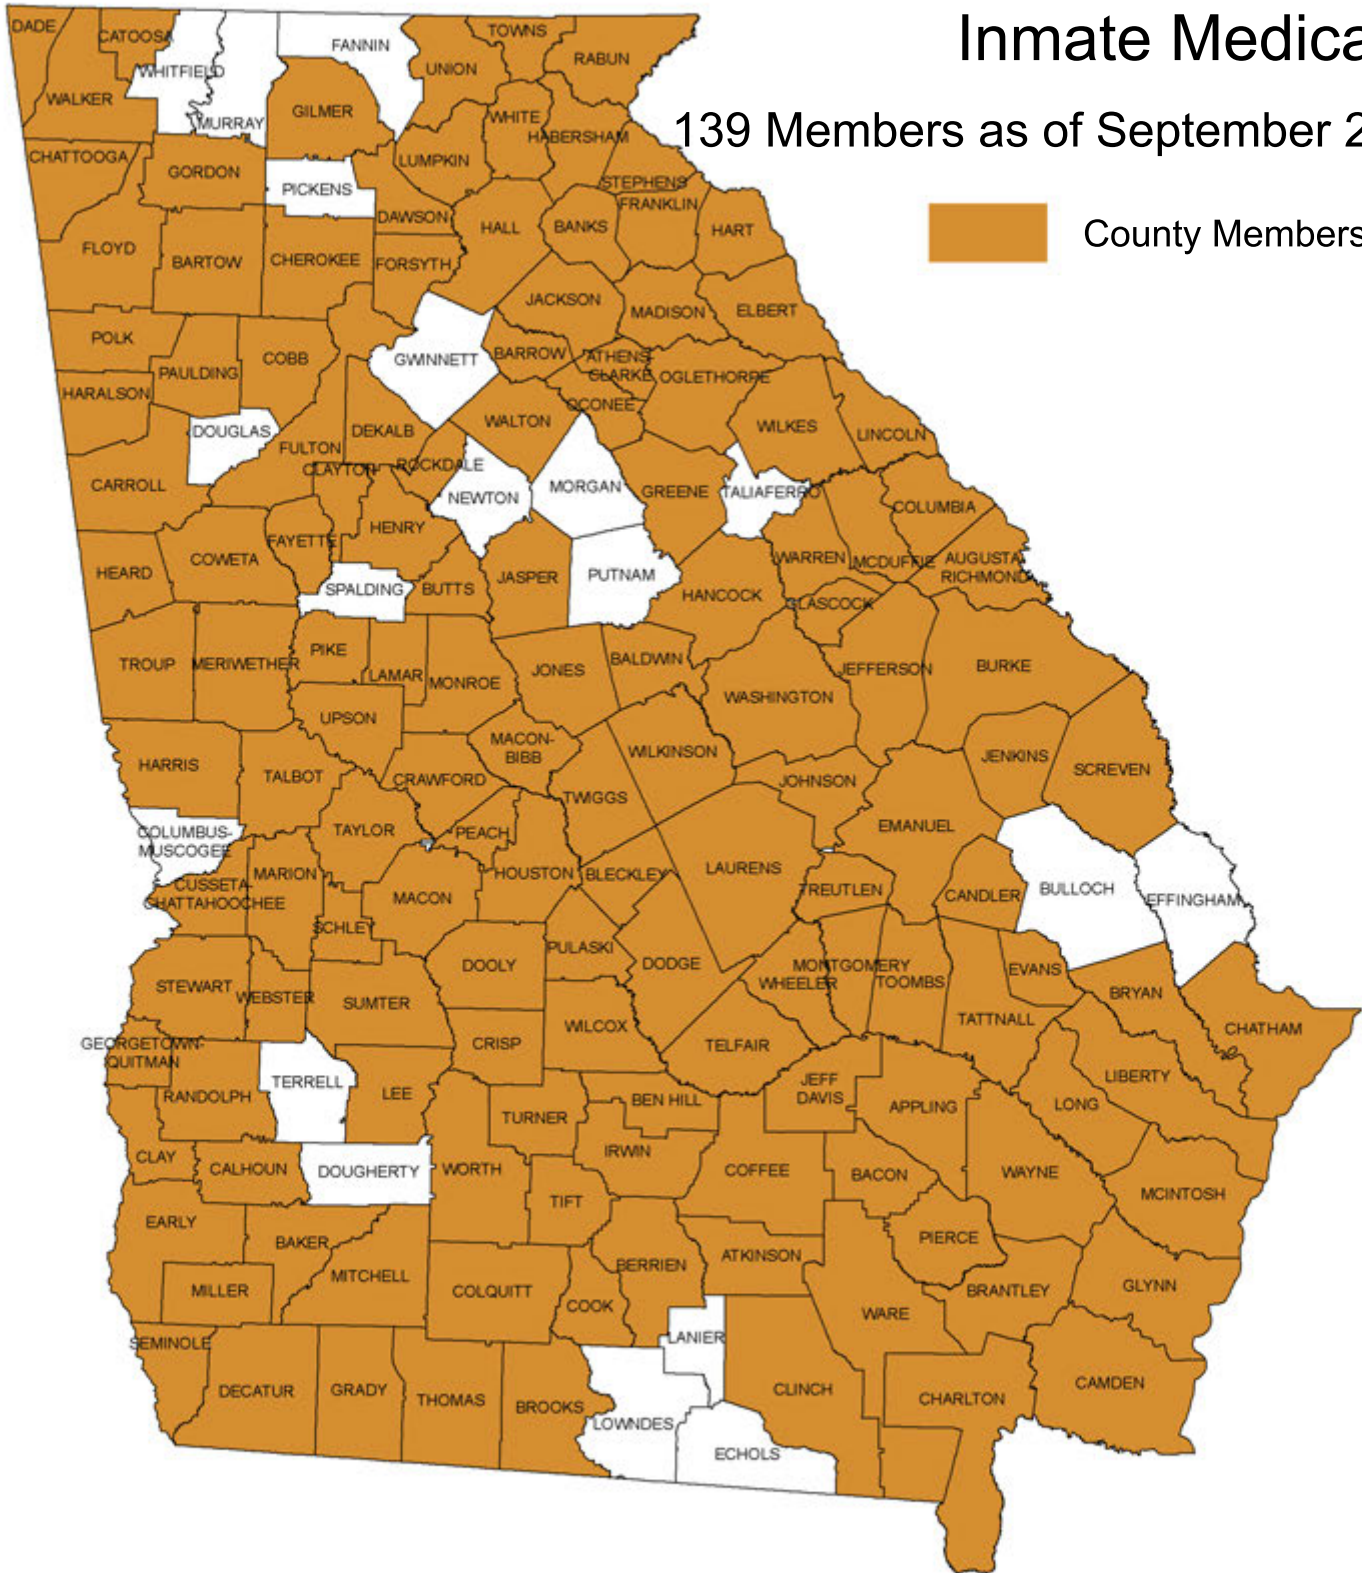 Inmate Medica
139 Members as of September 2
County Members
DADE
CATOOSA
WHITFIELD
FANNIN
TOWNS
UNION
RABUN
WALKER
MURRAY
GILMER
WHITE
HABERSHAM
CHATTOOGA
GORDON
PICKENS
LUMPKIN
STEPHENS
FRANKLIN
DAWSON
HALL
BANKS
HART
FLOYD
BARTOW
CHEROKEE
FORSYTH
JACKSON
MADISON
ELBERT
POLK
PAULDING
COBB
GWINNETT
BARROW
ATHENS
CLARKE
OGLETHORPE
HARALSON
OCONEE
DOUGLAS
FULTON
DEKALB
WALTON
WILKES
LINCOLN
CARROLL
CLAYTON
ROCKDALE
NEWTON
MORGAN
GREENE
TALIAFERRO
COLUMBIA
HENRY
FAYETTE
COWETA
HEARD
SPALDING
BUTTS
JASPER
PUTNAM
HANCOCK
WARREN
MCDUFFIE
AUGUSTA
RICHMOND
GLASCOCK
TROUP
MERIWETHER
PIKE
LAMAR
MONROE
JONES
BALDWIN
WASHINGTON
JEFFERSON
BURKE
UPSON
MACON-
BIBB
WILKINSON
JENKINS
SCREVEN
HARRIS
TALBOT
CRAWFORD
TWIGGS
JOHNSON
COLUMBUS-
MUSCOGEE
TAYLOR
PEACH
EMANUEL
MARION
HOUSTON
BLECKLEY
LAURENS
TREUTLEN
CANDLER
BULLOCH
EFFINGHAM
CUSSETA-
CHATTAHOOCHEE
MACON
SCHLEY
DOOLY
PULASKI
DODGE
MONTGOMERY
WHEELER
TOOMBS
EVANS
BRYAN
STEWART
WEBSTER
SUMTER
TATTNALL
CHATHAM
GEORGETOWN-
QUITMAN
CRISP
WILCOX
TELFAIR
TERRELL
RANDOLPH
LEE
JEFF
DAVIS
LIBERTY
TURNER
BEN HILL
APPLING
LONG
CLAY
CALHOUN
DOUGHERTY
WORTH
IRWIN
COFFEE
BACON
WAYNE
MCINTOSH
TIFT
EARLY
BAKER
PIERCE
MILLER
MITCHELL
COLQUITT
BERRIEN
ATKINSON
BRANTLEY
GLYNN
COOK
WARE
SEMINOLE
LANIER
DECATUR
GRADY
THOMAS
BROOKS
LOWNDES
CLINCH
CHARLTON
CAMDEN
ECHOLS